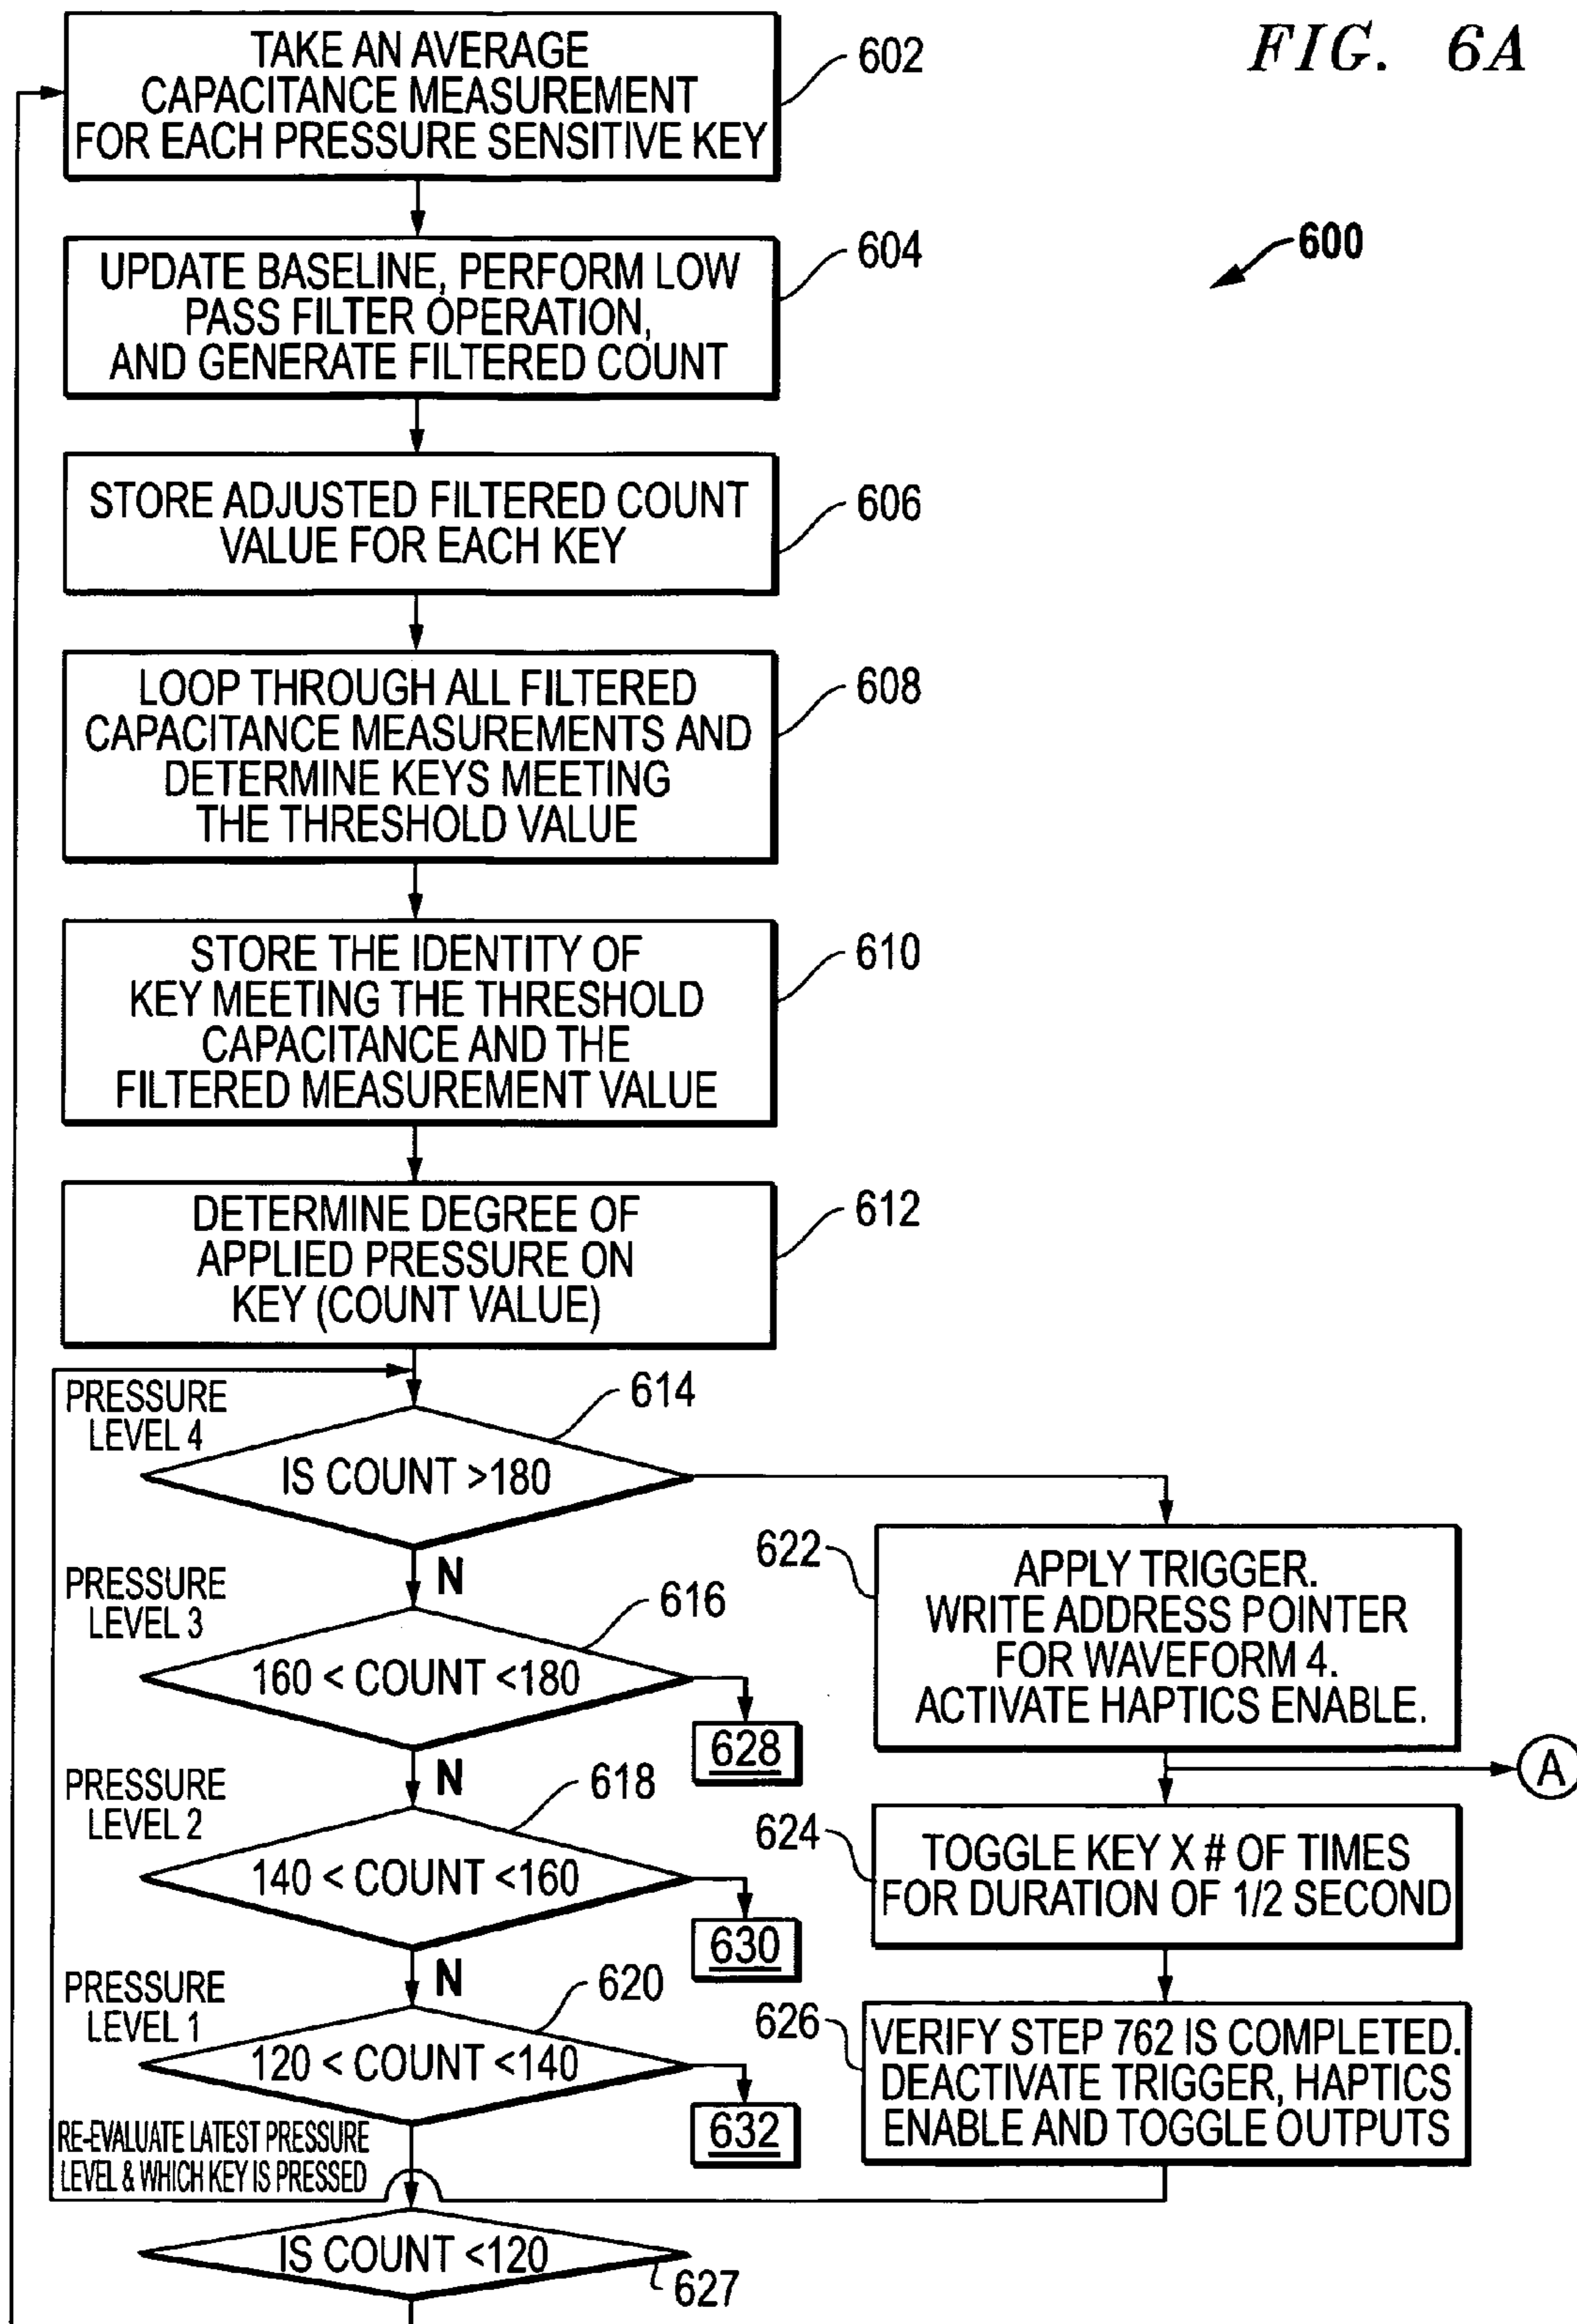 FIG. 6A
TAKE AN AVERAGE
CAPACITANCE MEASUREMENT
FOR EACH PRESSURE SENSITIVE KEY
602
600
UPDATE BASELINE, PERFORM LOW
PASS FILTER OPERATION,
AND GENERATE FILTERED COUNT
604
STORE ADJUSTED FILTERED COUNT
VALUE FOR EACH KEY
606
LOOP THROUGH ALL FILTERED
CAPACITANCE MEASUREMENTS AND
DETERMINE KEYS MEETING
THE THRESHOLD VALUE
608
STORE THE IDENTITY OF
KEY MEETING THE THRESHOLD
CAPACITANCE AND THE
FILTERED MEASUREMENT VALUE
610
DETERMINE DEGREE OF
APPLIED PRESSURE ON
KEY (COUNT VALUE)
612
PRESSURE
LEVEL 4
614
IS COUNT >180
N
PRESSURE
LEVEL 3
616
160 < COUNT <180
628
N
PRESSURE
LEVEL 2
618
140 < COUNT <160
630
N
PRESSURE
LEVEL 1
620
120 < COUNT <140
632
RE-EVALUATE LATEST PRESSURE
LEVEL & WHICH KEY IS PRESSED
IS COUNT <120
627
622
APPLY TRIGGER.
WRITE ADDRESS POINTER
FOR WAVEFORM 4.
ACTIVATE HAPTICS ENABLE.
A
624
TOGGLE KEY X # OF TIMES
FOR DURATION OF 1/2 SECOND
626
VERIFY STEP 762 IS COMPLETED.
DEACTIVATE TRIGGER, HAPTICS
ENABLE AND TOGGLE OUTPUTS